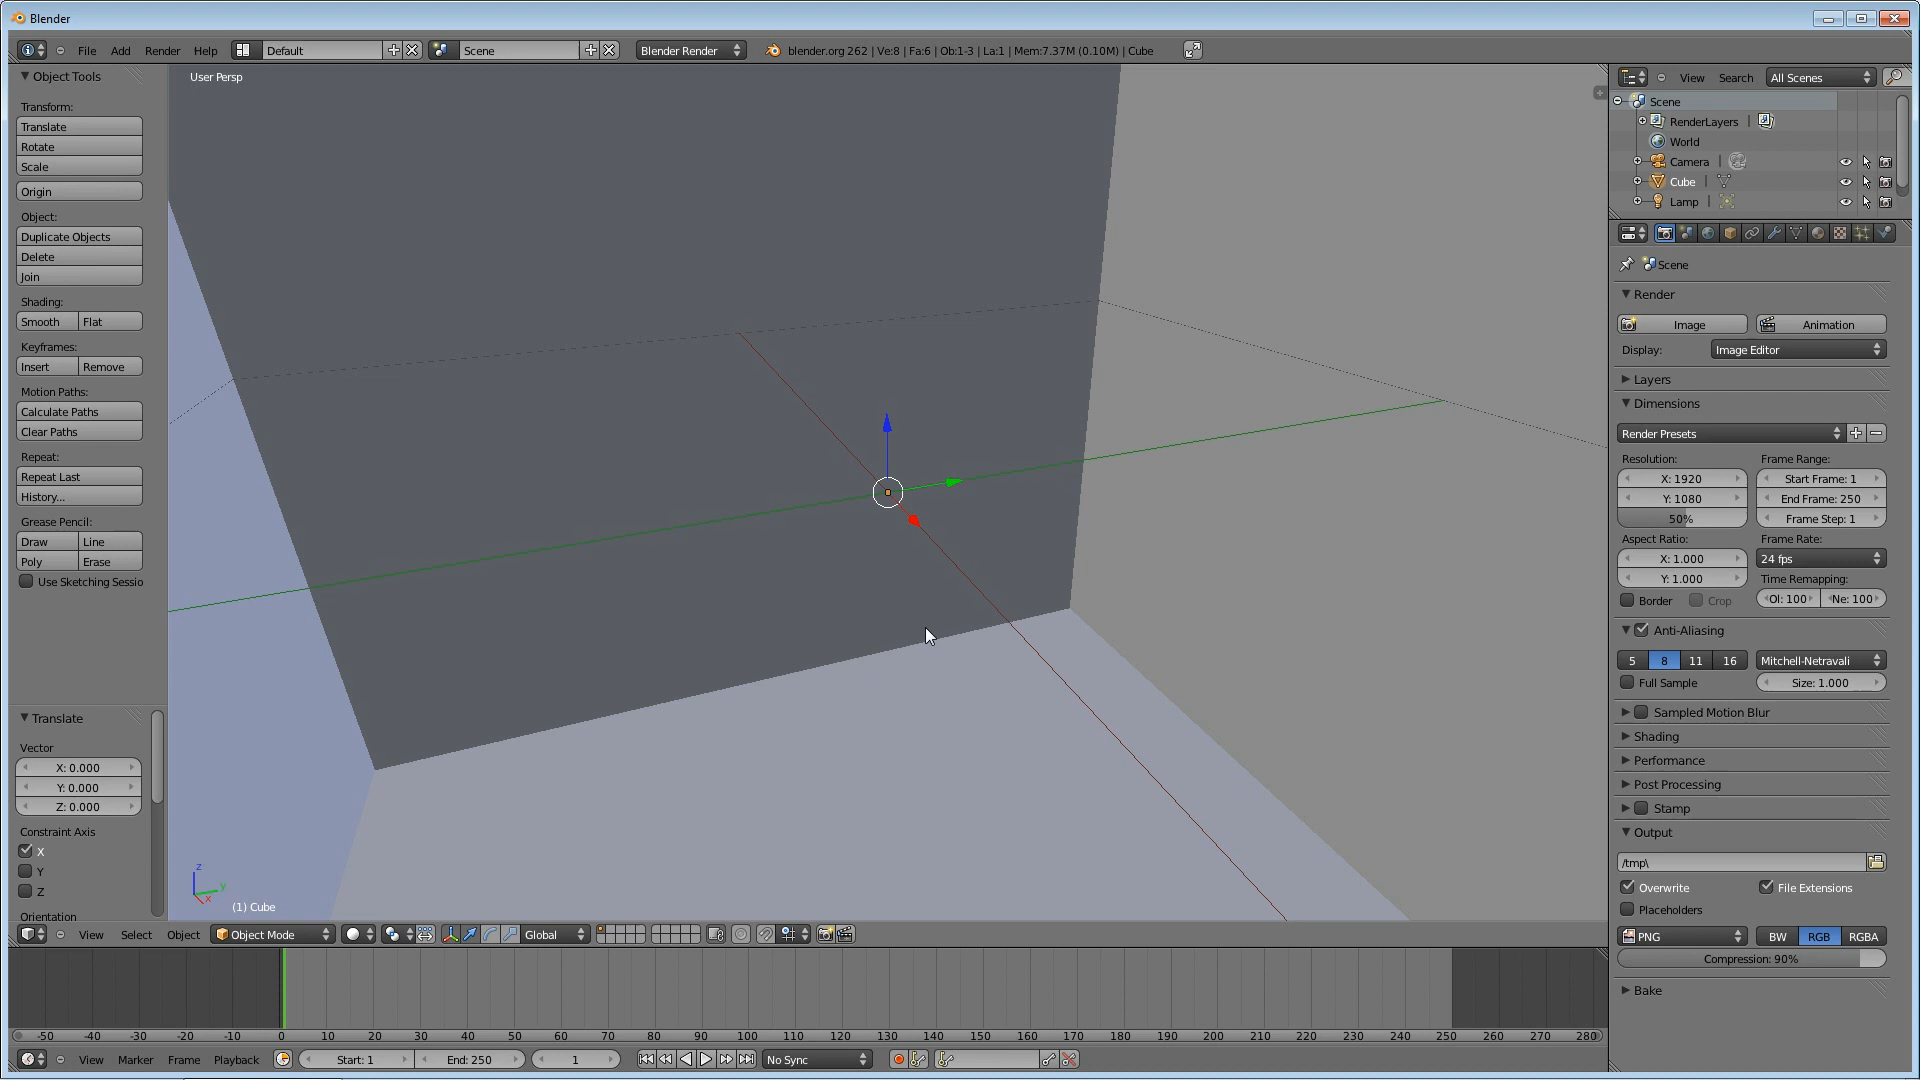 Blender
File Add Render Help Default Scene Blender Render blender.org 262 | Ve:8 | Fa:6 | Ob:1-3 | La:1 | Mem:7.37M (0.10M) | Cube
Object Tools
Transform:
Translate
Rotate
Scale
Origin
Object:
Duplicate Objects
Delete
Join
Shading:
Smooth Flat
Keyframes:
Insert Remove
Motion Paths:
Calculate Paths
Clear Paths
Repeat:
Repeat Last
History...
Grease Pencil:
Draw Line
Poly Erase
Use Sketching Sessio
Translate
Vector
X: 0.000
Y: 0.000
Z: 0.000
Constraint Axis
X
Y
Z
Orientation
User Persp
z
y
x
(1) Cube
View Select Object Object Mode Global
-50 -40 -30 -20 -10 0 10 20 30 40 50 60 70 80 90 100 110 120 130 140 150 160 170 180 190 200 210 220 230 240 250 260 270 280
View Marker Frame Playback Start: 1 End: 250 1 No Sync
View Search All Scenes
Scene
RenderLayers |
World
Camera |
Cube |
Lamp |
Scene
Render
Image Animation
Display: Image Editor
Layers
Dimensions
Render Presets
Resolution: Frame Range:
X: 1920 Start Frame: 1
Y: 1080 End Frame: 250
50% Frame Step: 1
Aspect Ratio: Frame Rate:
X: 1.000 24 fps
Y: 1.000 Time Remapping:
Border Crop Ol: 100 Ne: 100
Anti-Aliasing
5 8 11 16 Mitchell-Netravali
Full Sample Size: 1.000
Sampled Motion Blur
Shading
Performance
Post Processing
Stamp
Output
/tmp\
Overwrite File Extensions
Placeholders
PNG BW RGB RGBA
Compression: 90%
Bake